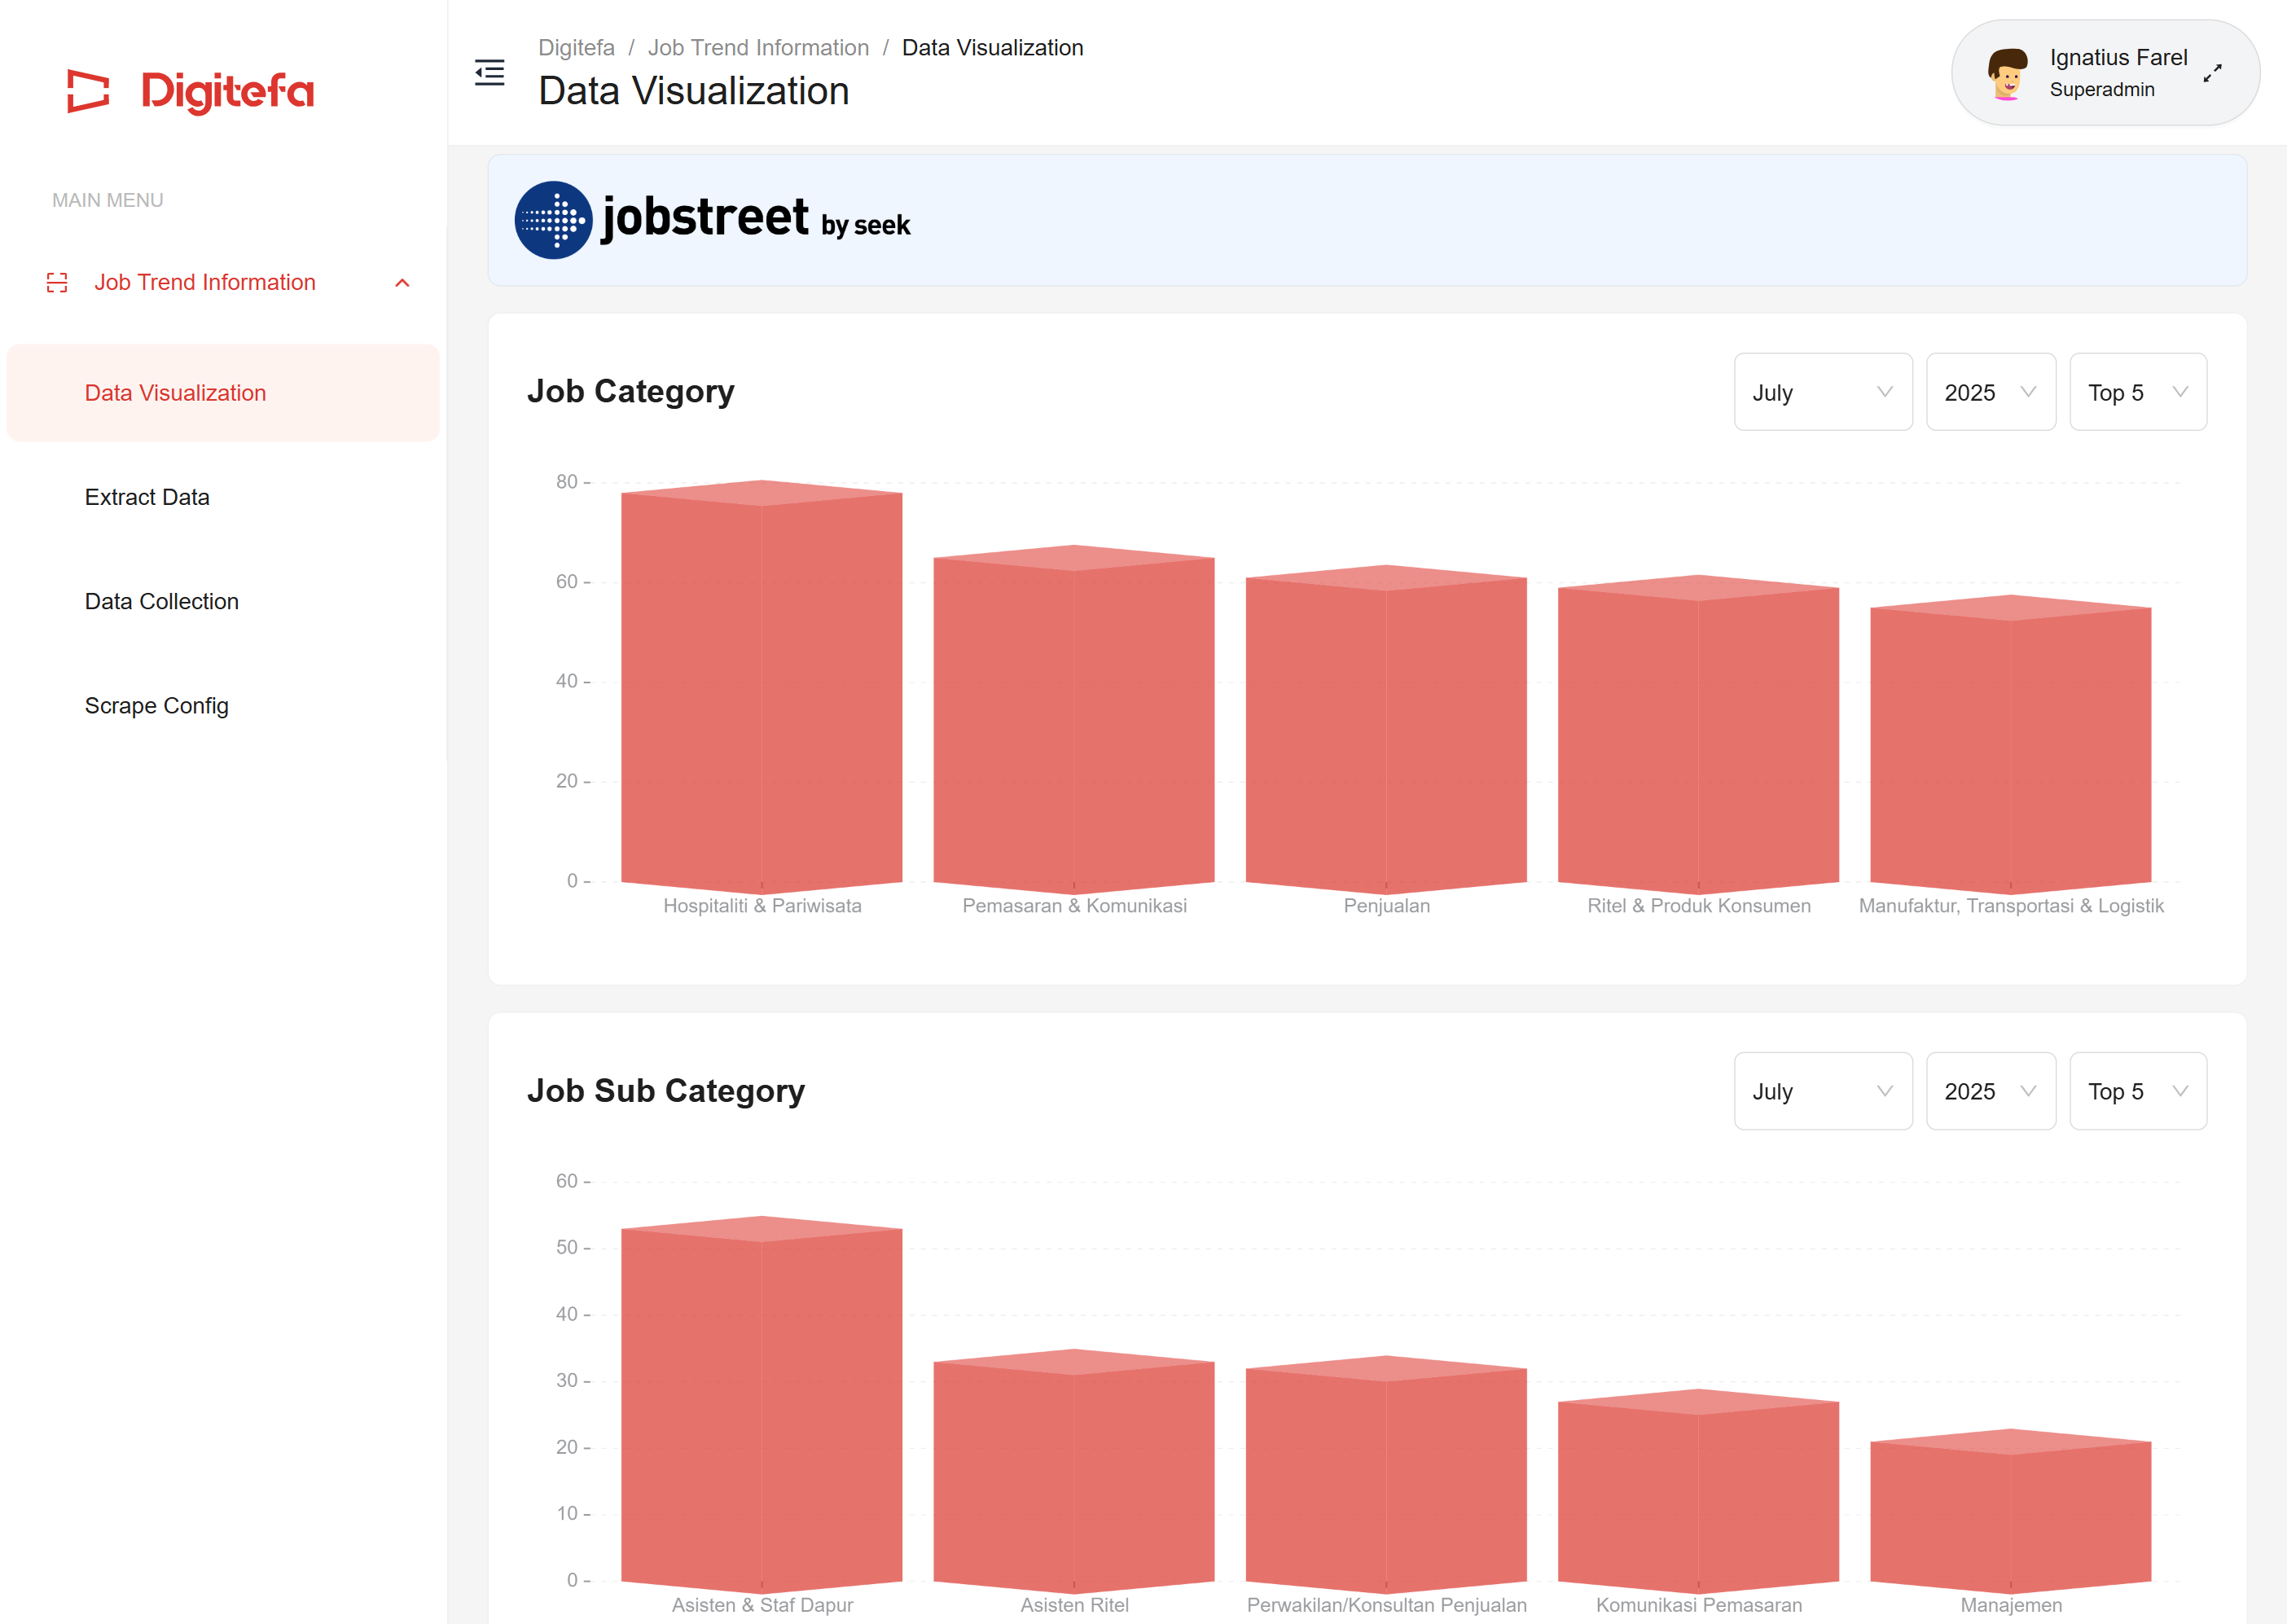 Digitefa
MAIN MENU
Job Trend Information
Data Visualization
Extract Data
Data Collection
Scrape Config
Digitefa / Job Trend Information / Data Visualization
Data Visualization
Ignatius Farel
Superadmin
jobstreet by seek
Job Category
July
2025
Top 5
80
60
40
20
0
Hospitaliti & Pariwisata
Pemasaran & Komunikasi
Penjualan
Ritel & Produk Konsumen
Manufaktur, Transportasi & Logistik
Job Sub Category
July
2025
Top 5
60
50
40
30
20
10
0
Asisten & Staf Dapur
Asisten Ritel
Perwakilan/Konsultan Penjualan
Komunikasi Pemasaran
Manajemen